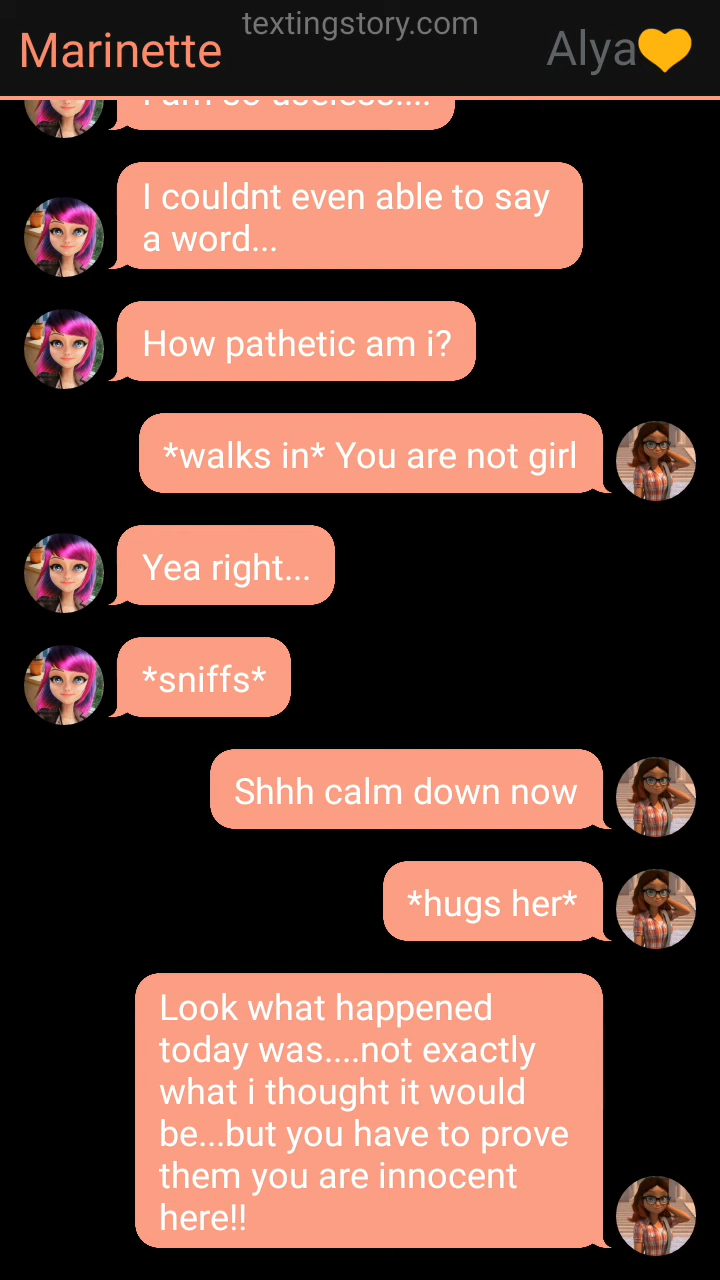 textingstory.com
Marinette
Alya
I am so useless....
I couldnt even able to say
a word...
How pathetic am i?
*walks in* You are not girl
Yea right...
*sniffs*
Shhh calm down now
*hugs her*
Look what happened
today was....not exactly
what i thought it would
be...but you have to prove
them you are innocent
here!!